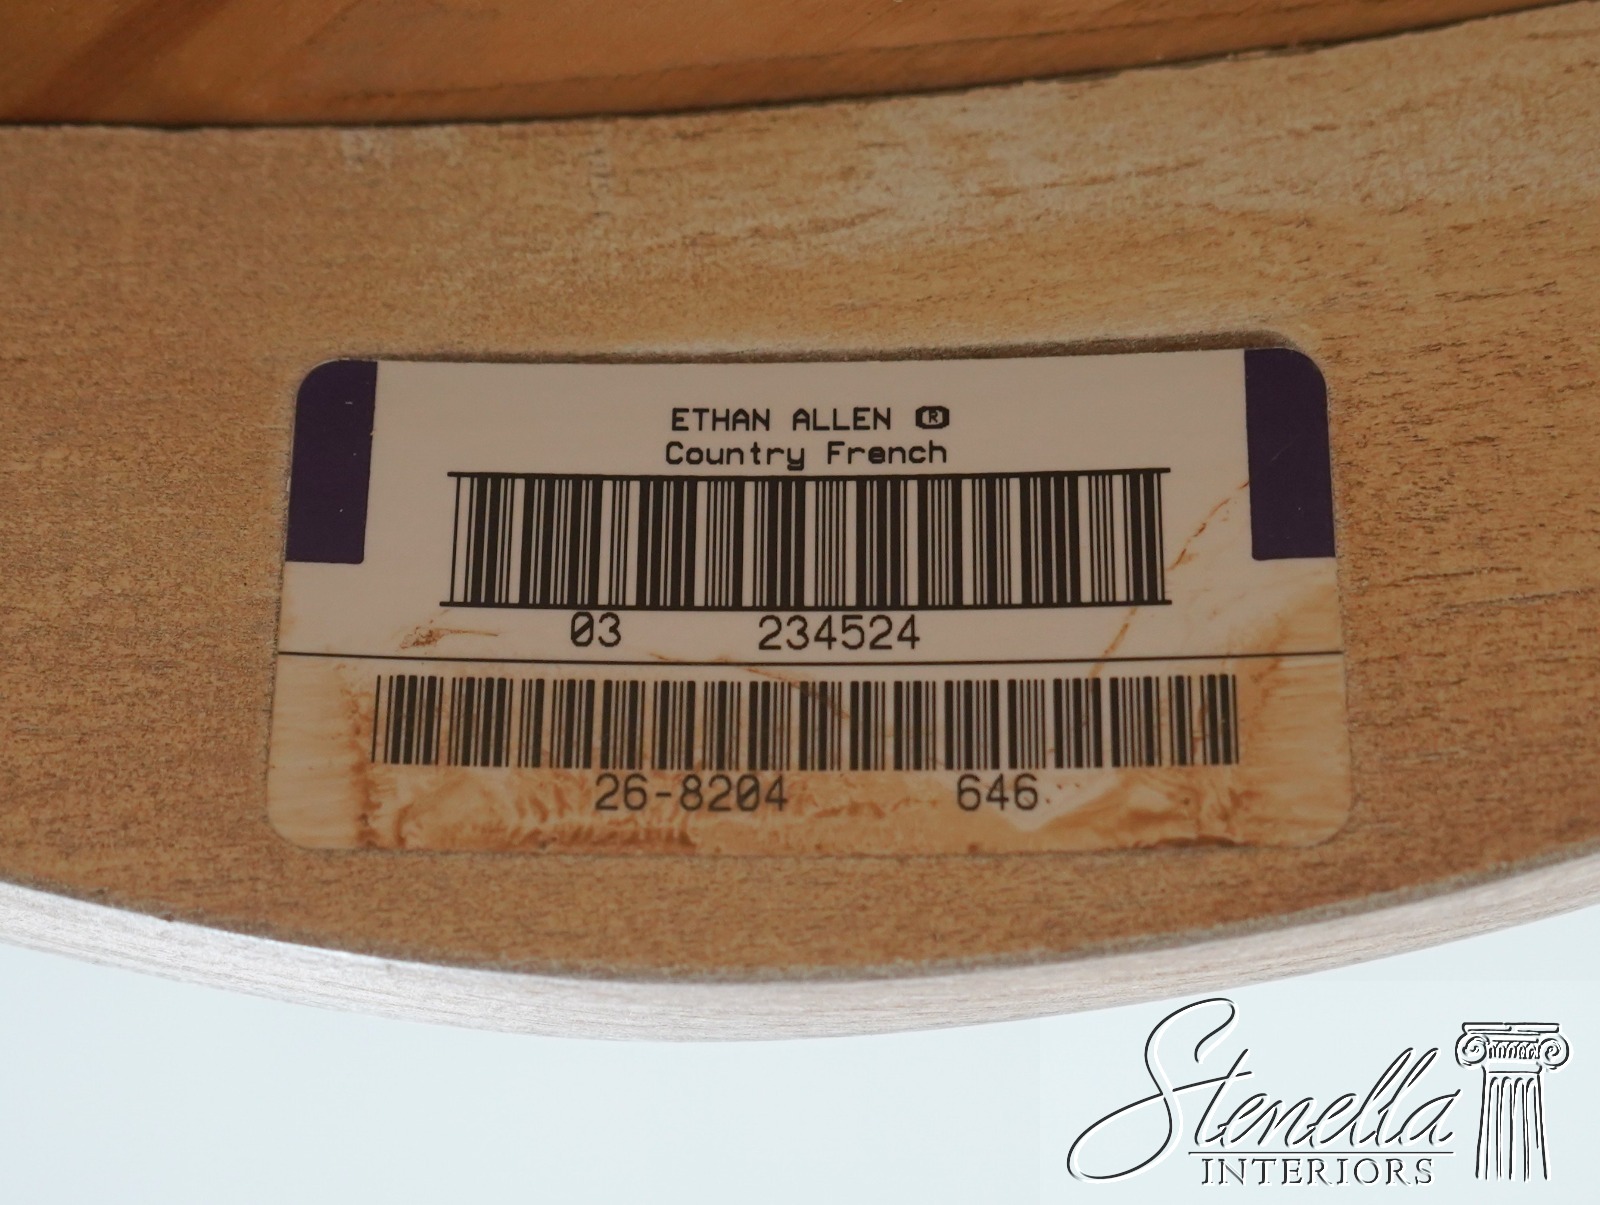 ETHAN ALLEN ®
Country French
03 234524
26-8204 646
Stenella
INTERIORS